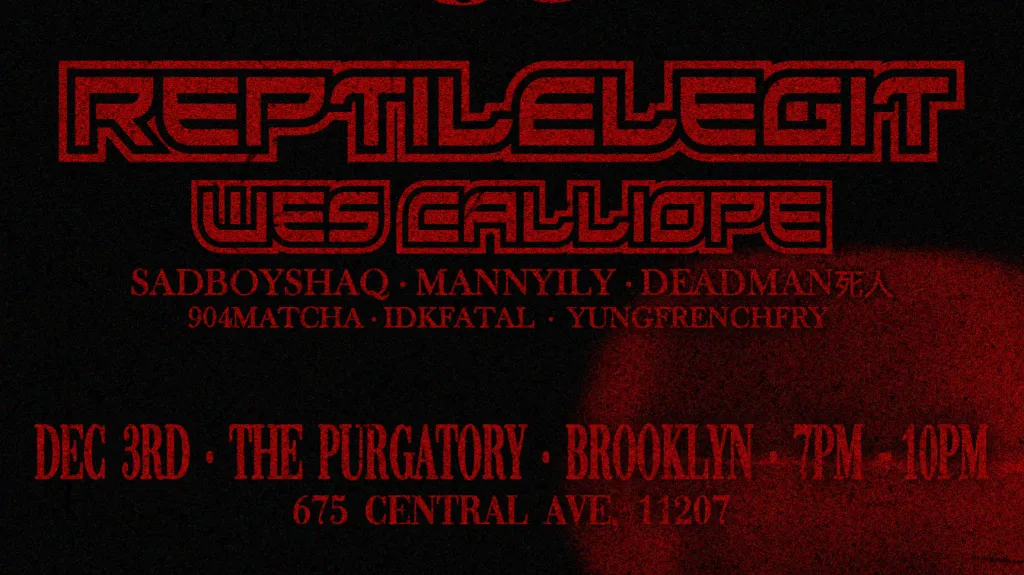 REPTILELEGIT
WES CALLIOPE
SADBOYSHAQ · MANNYILY · DEADMAN死人
904MATCHA · IDKFATAL · YUNGFRENCHFRY
DEC 3RD · THE PURGATORY · BROOKLYN · 7PM - 10PM
675 CENTRAL AVE, 11207